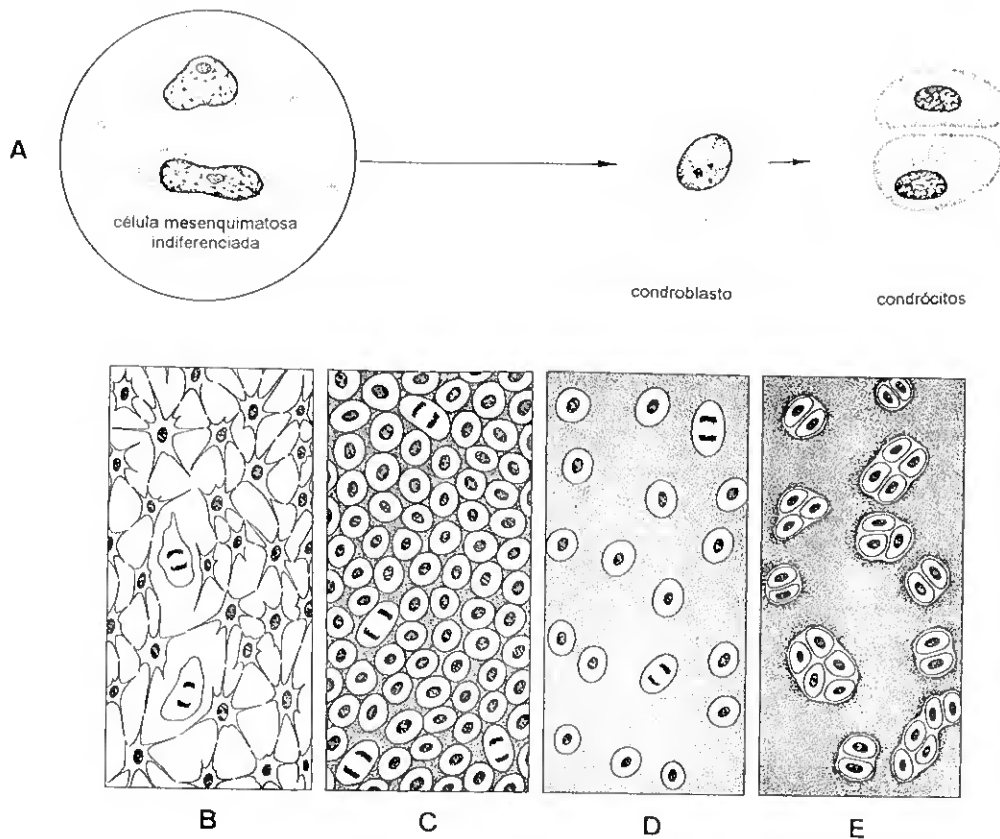 A
célula mesenquimatosa
indiferenciada
condroblasto
condrócitos
B
C
D
E